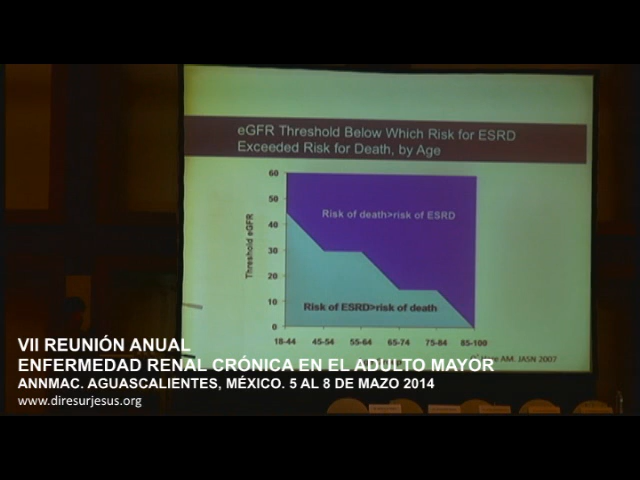 eGFR Threshold Below Which Risk for ESRD
Exceeded Risk for Death, by Age
60
50
40
30
20
10
0
Threshold eGFR
Risk of death>risk of ESRD
Risk of ESRD>risk of death
18-44 45-54 55-64 65-74 75-84 85-100
AM. JASN 2007
VII REUNIÓN ANUAL
ENFERMEDAD RENAL CRÓNICA EN EL ADULTO MAYOR
ANNMAC. AGUASCALIENTES, MÉXICO. 5 AL 8 DE MAZO 2014
www.diresurjesus.org